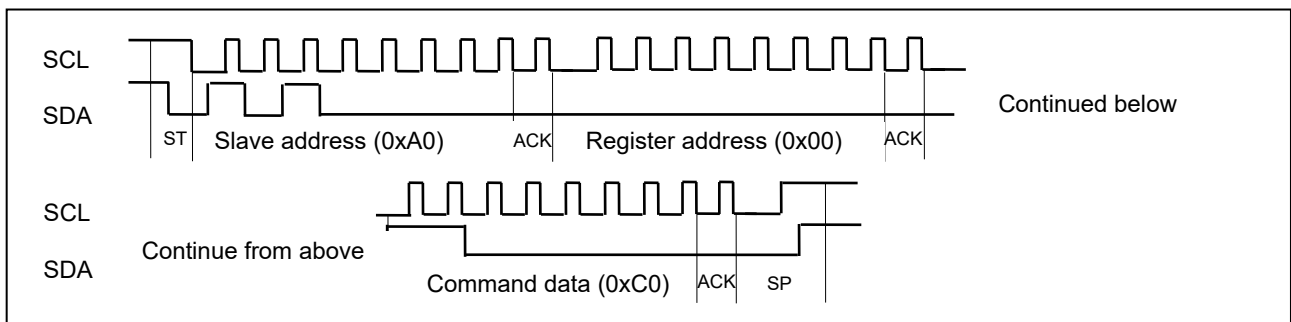 SCL
SDA
Continued below
ST Slave address (0xA0) ACK Register address (0x00) ACK
SCL
Continue from above
SDA
Command data (0xC0) ACK SP